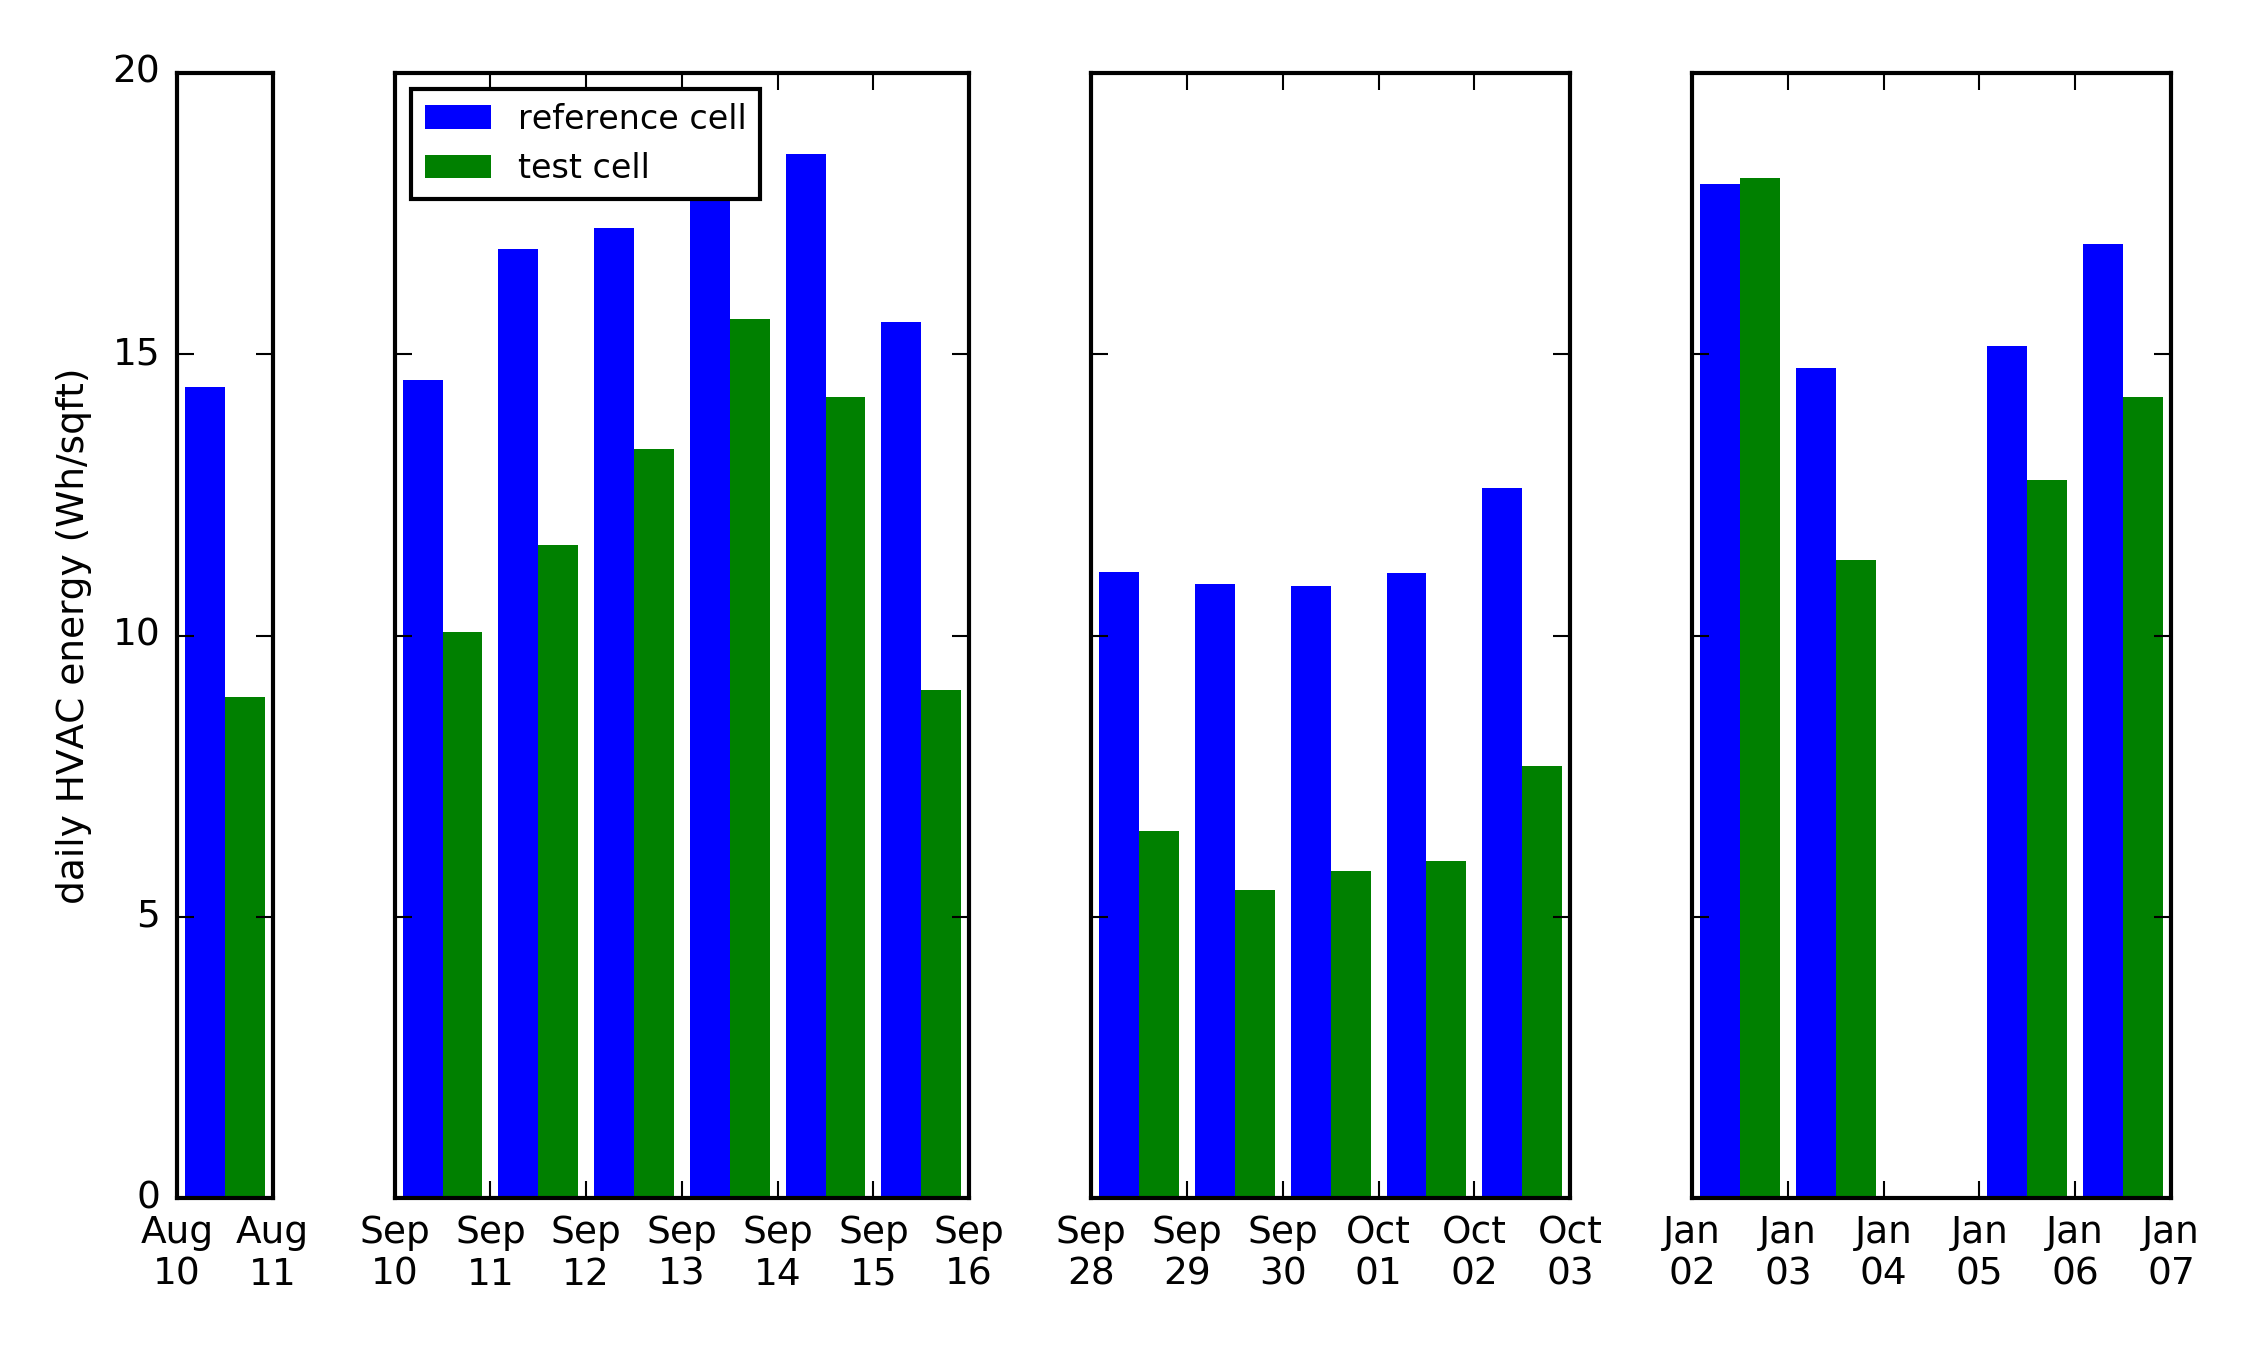 daily HVAC energy (Wh/sqft)
20
15
10
5
0
reference cell
test cell
Aug Aug Sep Sep Sep Sep Sep Sep Sep Sep Sep Sep Oct Oct Oct Jan Jan Jan Jan Jan Jan
10 11 10 11 12 13 14 15 16 28 29 30 01 02 03 02 03 04 05 06 07